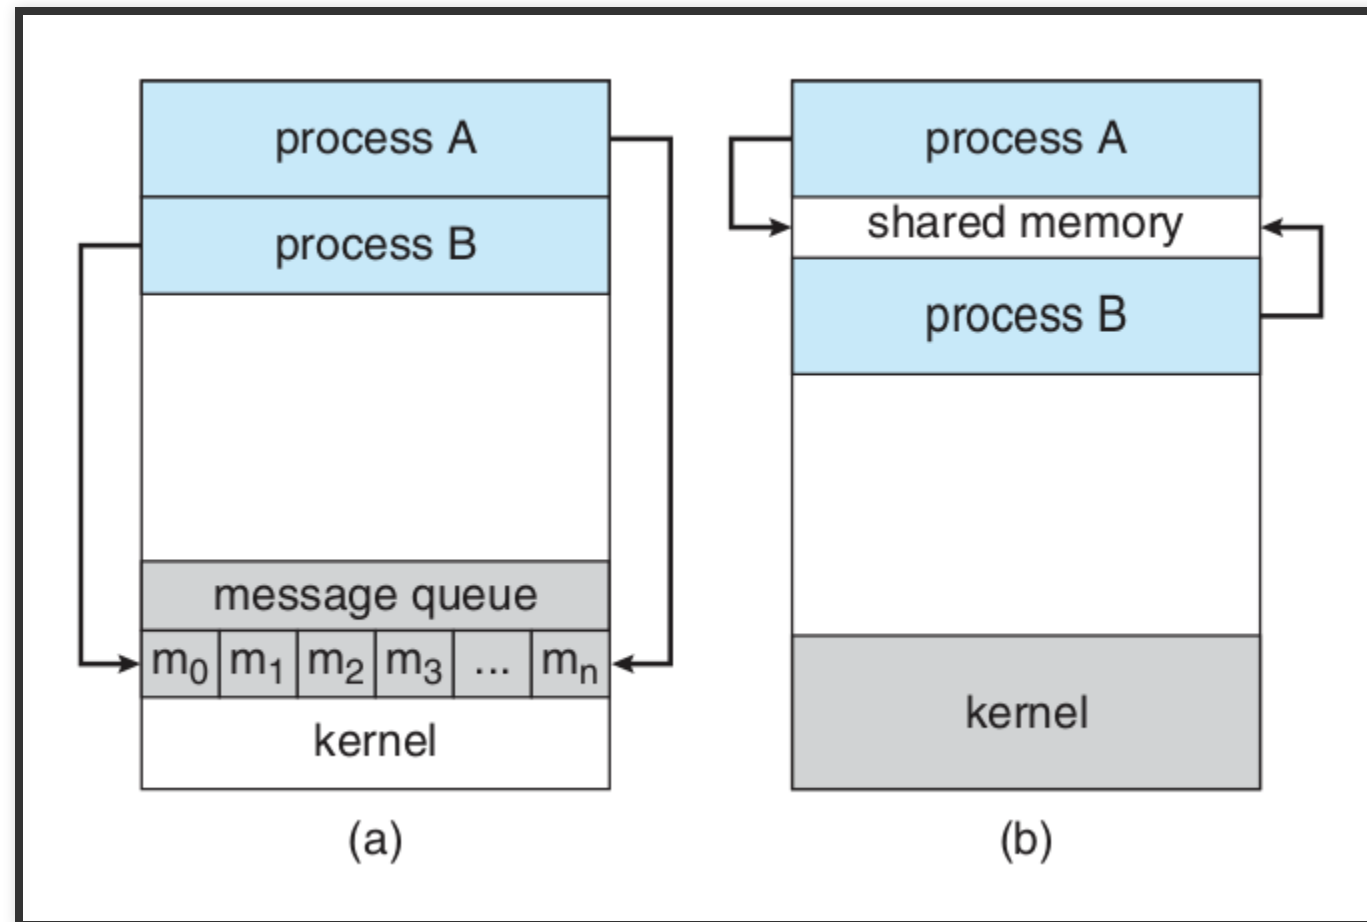 process A
process B
message queue
m0 m1 m2 m3 ... mn
kernel
(a)
process A
shared memory
process B
kernel
(b)